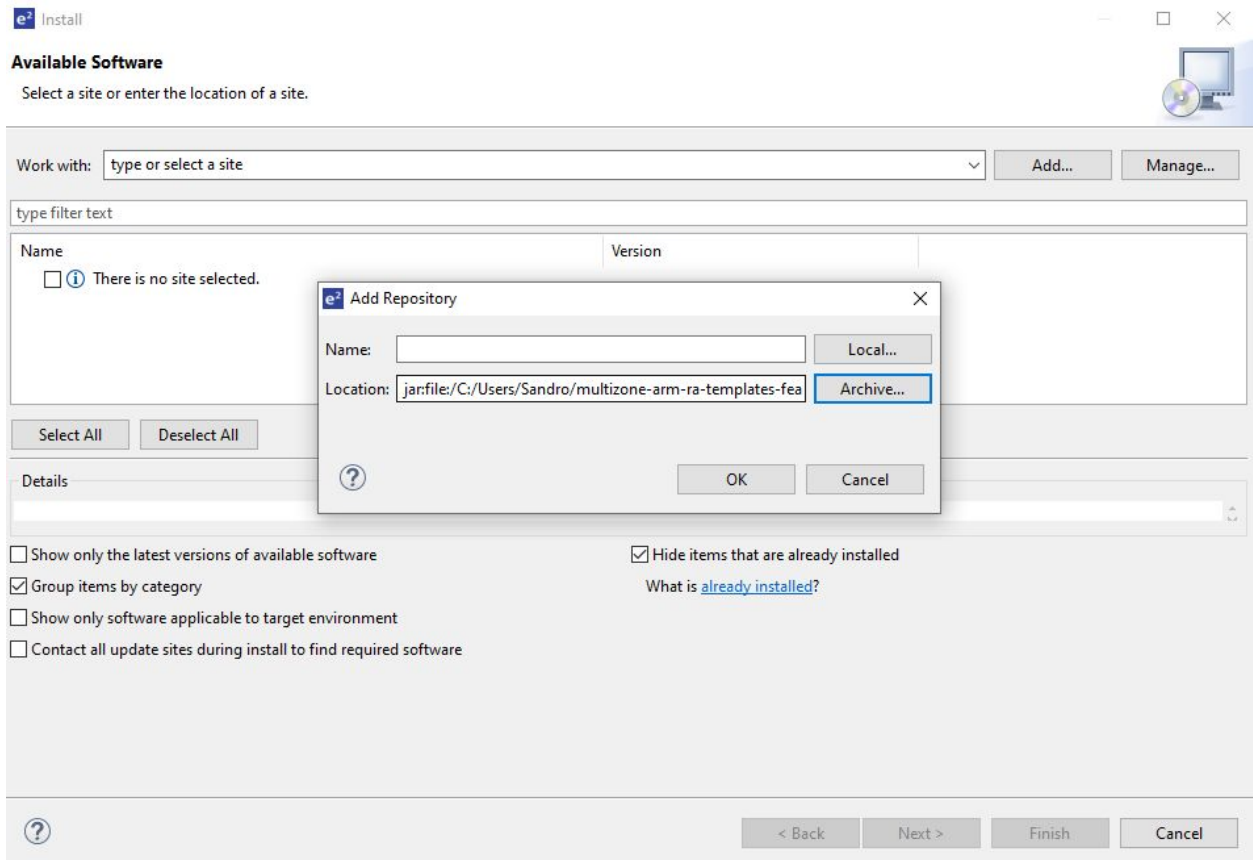 e² Install
Available Software
Select a site or enter the location of a site.
Work with: type or select a site Add... Manage...
type filter text
Name Version
There is no site selected.
e² Add Repository
Name: Local...
Location: jar:file:/C:/Users/Sandro/multizone-arm-ra-templates-fea Archive...
Select All Deselect All
? OK Cancel
Details
Show only the latest versions of available software Hide items that are already installed
Group items by category What is already installed?
Show only software applicable to target environment
Contact all update sites during install to find required software
? < Back Next > Finish Cancel